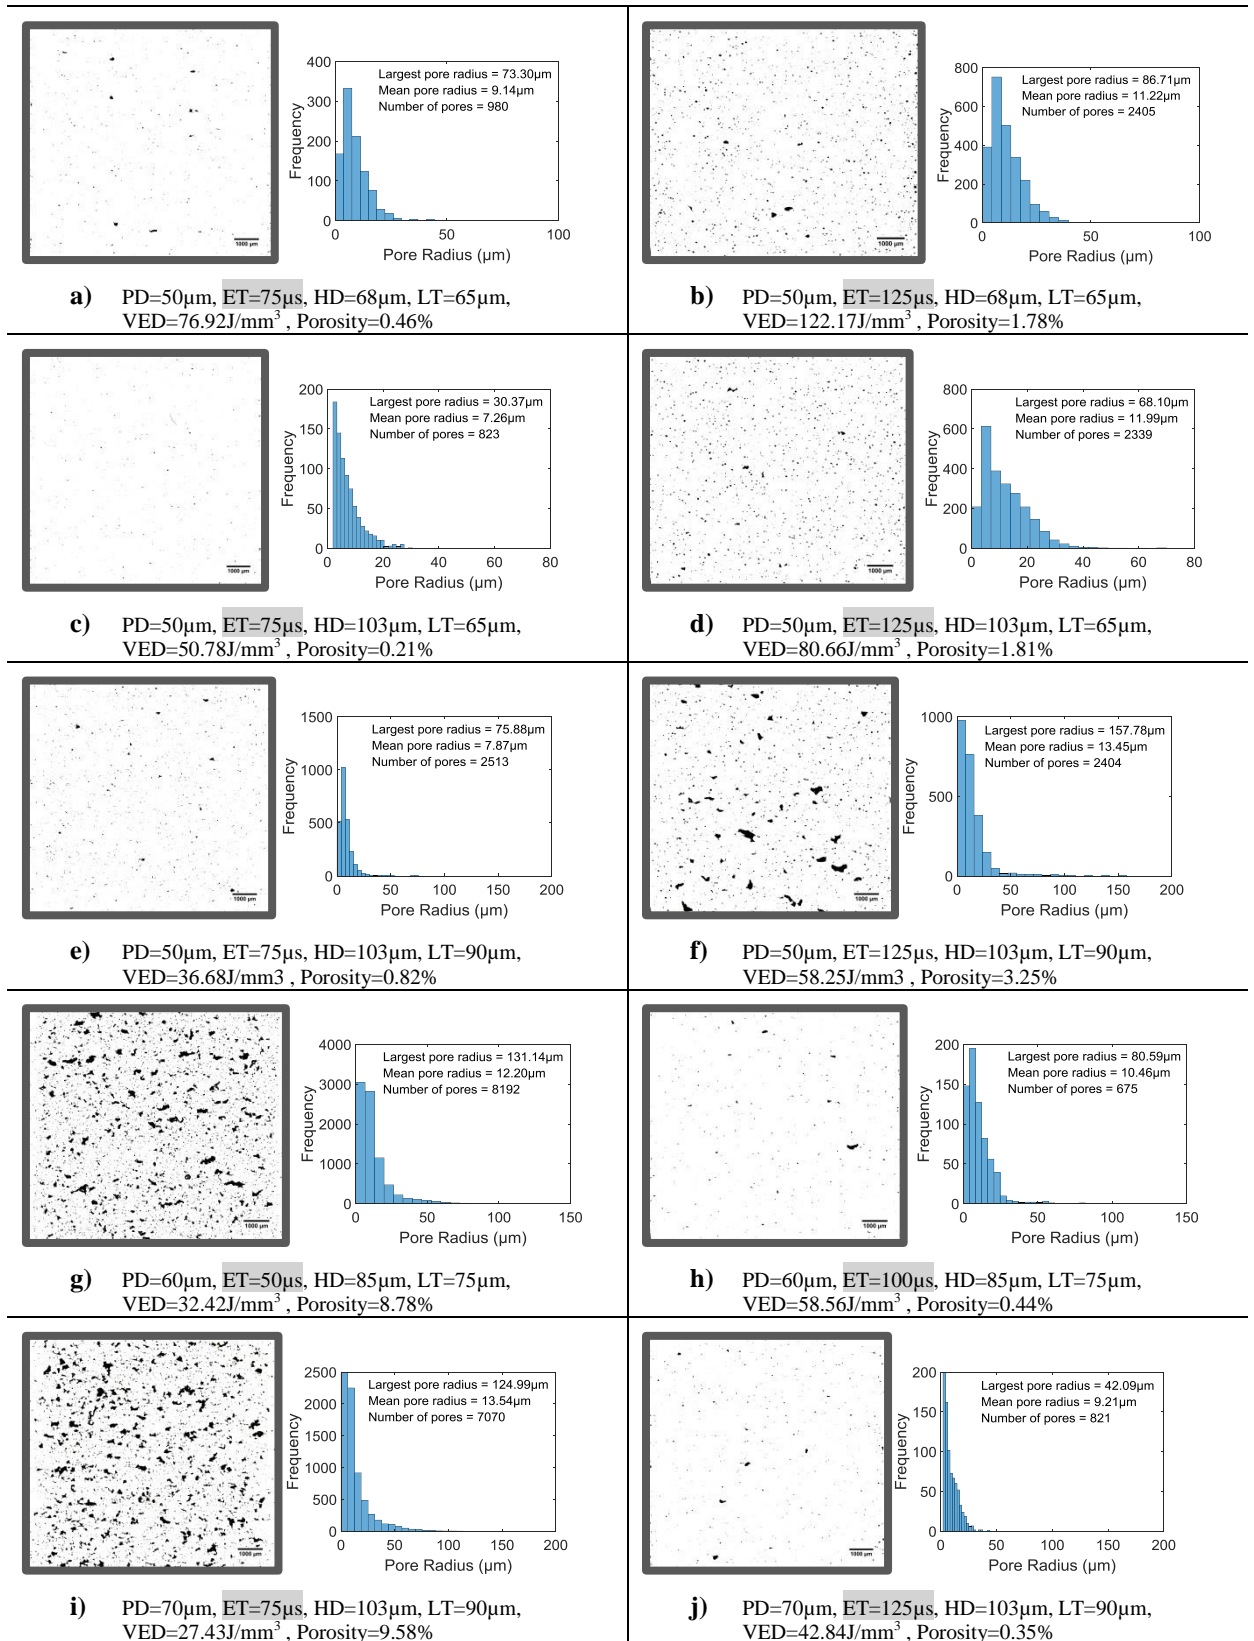 400
300
200
100
0
Frequency
Largest pore radius = 73.30µm
Mean pore radius = 9.14µm
Number of pores = 980
0 50 100
Pore Radius (µm)
1000 µm
a) PD=50µm, ET=75µs, HD=68µm, LT=65µm,
VED=76.92J/mm³ , Porosity=0.46%
800
600
400
200
0
Frequency
Largest pore radius = 86.71µm
Mean pore radius = 11.22µm
Number of pores = 2405
0 50 100
Pore Radius (µm)
1000 µm
b) PD=50µm, ET=125µs, HD=68µm, LT=65µm,
VED=122.17J/mm³ , Porosity=1.78%
200
150
100
50
0
Frequency
Largest pore radius = 30.37µm
Mean pore radius = 7.26µm
Number of pores = 823
0 20 40 60 80
Pore Radius (µm)
1000 µm
c) PD=50µm, ET=75µs, HD=103µm, LT=65µm,
VED=50.78J/mm³ , Porosity=0.21%
800
600
400
200
0
Frequency
Largest pore radius = 68.10µm
Mean pore radius = 11.99µm
Number of pores = 2339
0 20 40 60 80
Pore Radius (µm)
1000 µm
d) PD=50µm, ET=125µs, HD=103µm, LT=65µm,
VED=80.66J/mm³ , Porosity=1.81%
1500
1000
500
0
Frequency
Largest pore radius = 75.88µm
Mean pore radius = 7.87µm
Number of pores = 2513
0 50 100 150 200
Pore Radius (µm)
1000 µm
e) PD=50µm, ET=75µs, HD=103µm, LT=90µm,
VED=36.68J/mm3 , Porosity=0.82%
1000
500
0
Frequency
Largest pore radius = 157.78µm
Mean pore radius = 13.45µm
Number of pores = 2404
0 50 100 150 200
Pore Radius (µm)
1000 µm
f) PD=50µm, ET=125µs, HD=103µm, LT=90µm,
VED=58.25J/mm3 , Porosity=3.25%
4000
3000
2000
1000
0
Frequency
Largest pore radius = 131.14µm
Mean pore radius = 12.20µm
Number of pores = 8192
0 50 100 150
Pore Radius (µm)
1000 µm
g) PD=60µm, ET=50µs, HD=85µm, LT=75µm,
VED=32.42J/mm³ , Porosity=8.78%
200
150
100
50
0
Frequency
Largest pore radius = 80.59µm
Mean pore radius = 10.46µm
Number of pores = 675
0 50 100 150
Pore Radius (µm)
1000 µm
h) PD=60µm, ET=100µs, HD=85µm, LT=75µm,
VED=58.56J/mm³ , Porosity=0.44%
2500
2000
1500
1000
500
0
Frequency
Largest pore radius = 124.99µm
Mean pore radius = 13.54µm
Number of pores = 7070
0 50 100 150 200
Pore Radius (µm)
1000 µm
i) PD=70µm, ET=75µs, HD=103µm, LT=90µm,
VED=27.43J/mm³ , Porosity=9.58%
200
150
100
50
0
Frequency
Largest pore radius = 42.09µm
Mean pore radius = 9.21µm
Number of pores = 821
0 50 100 150 200
Pore Radius (µm)
1000 µm
j) PD=70µm, ET=125µs, HD=103µm, LT=90µm,
VED=42.84J/mm³ , Porosity=0.35%